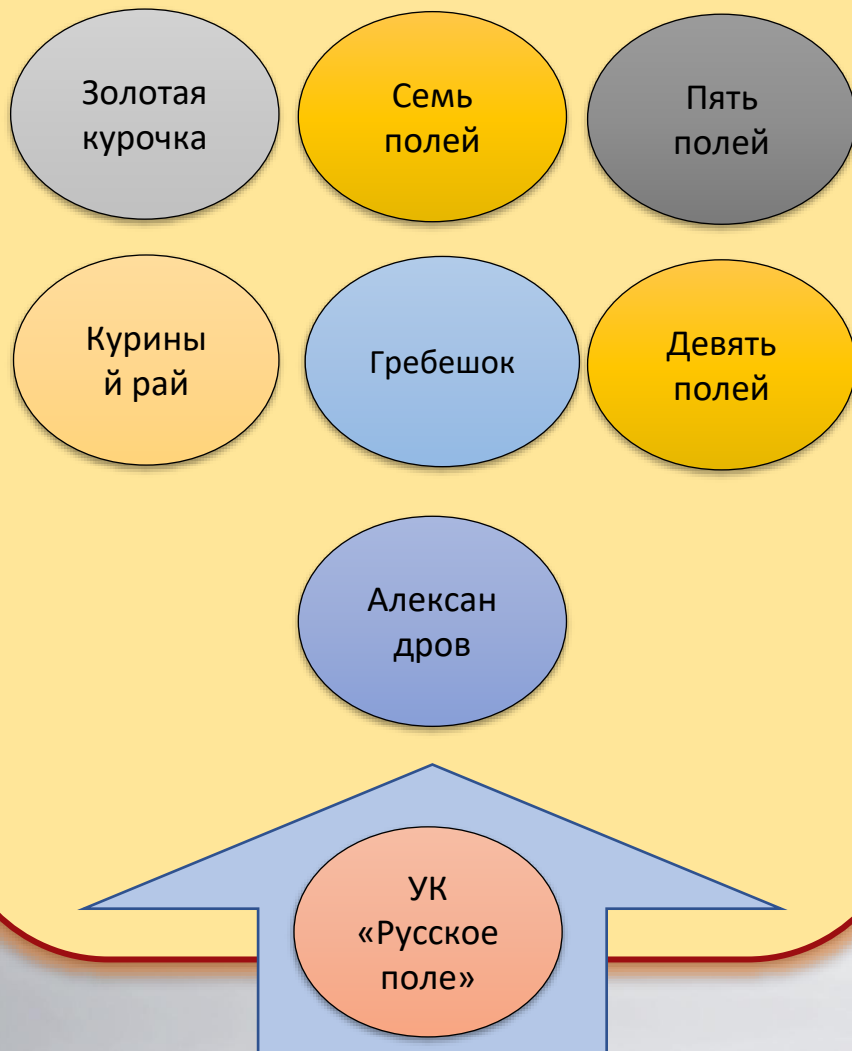 Золотая
курочка
Семь
полей
Пять
полей
Курины
й рай
Гребешок
Девять
полей
Алексан
дров
УК
«Русское
поле»